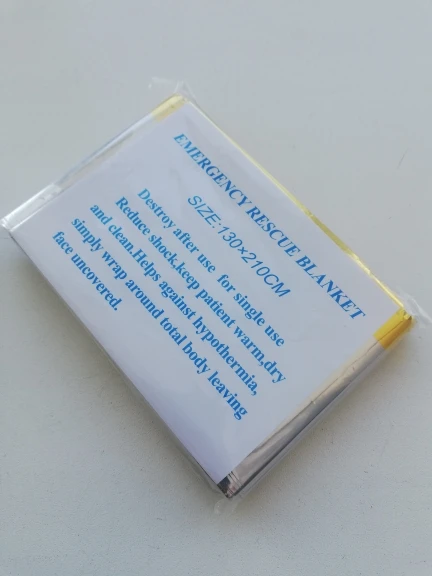 EMERGENCY RESCUE BLANKET
SIZE:130×210CM
Destroy after use for single use
Reduce shock,keep patient warm,dry
and clean.Helps against hypothermia,
simply wrap around total body leaving
face uncovered.